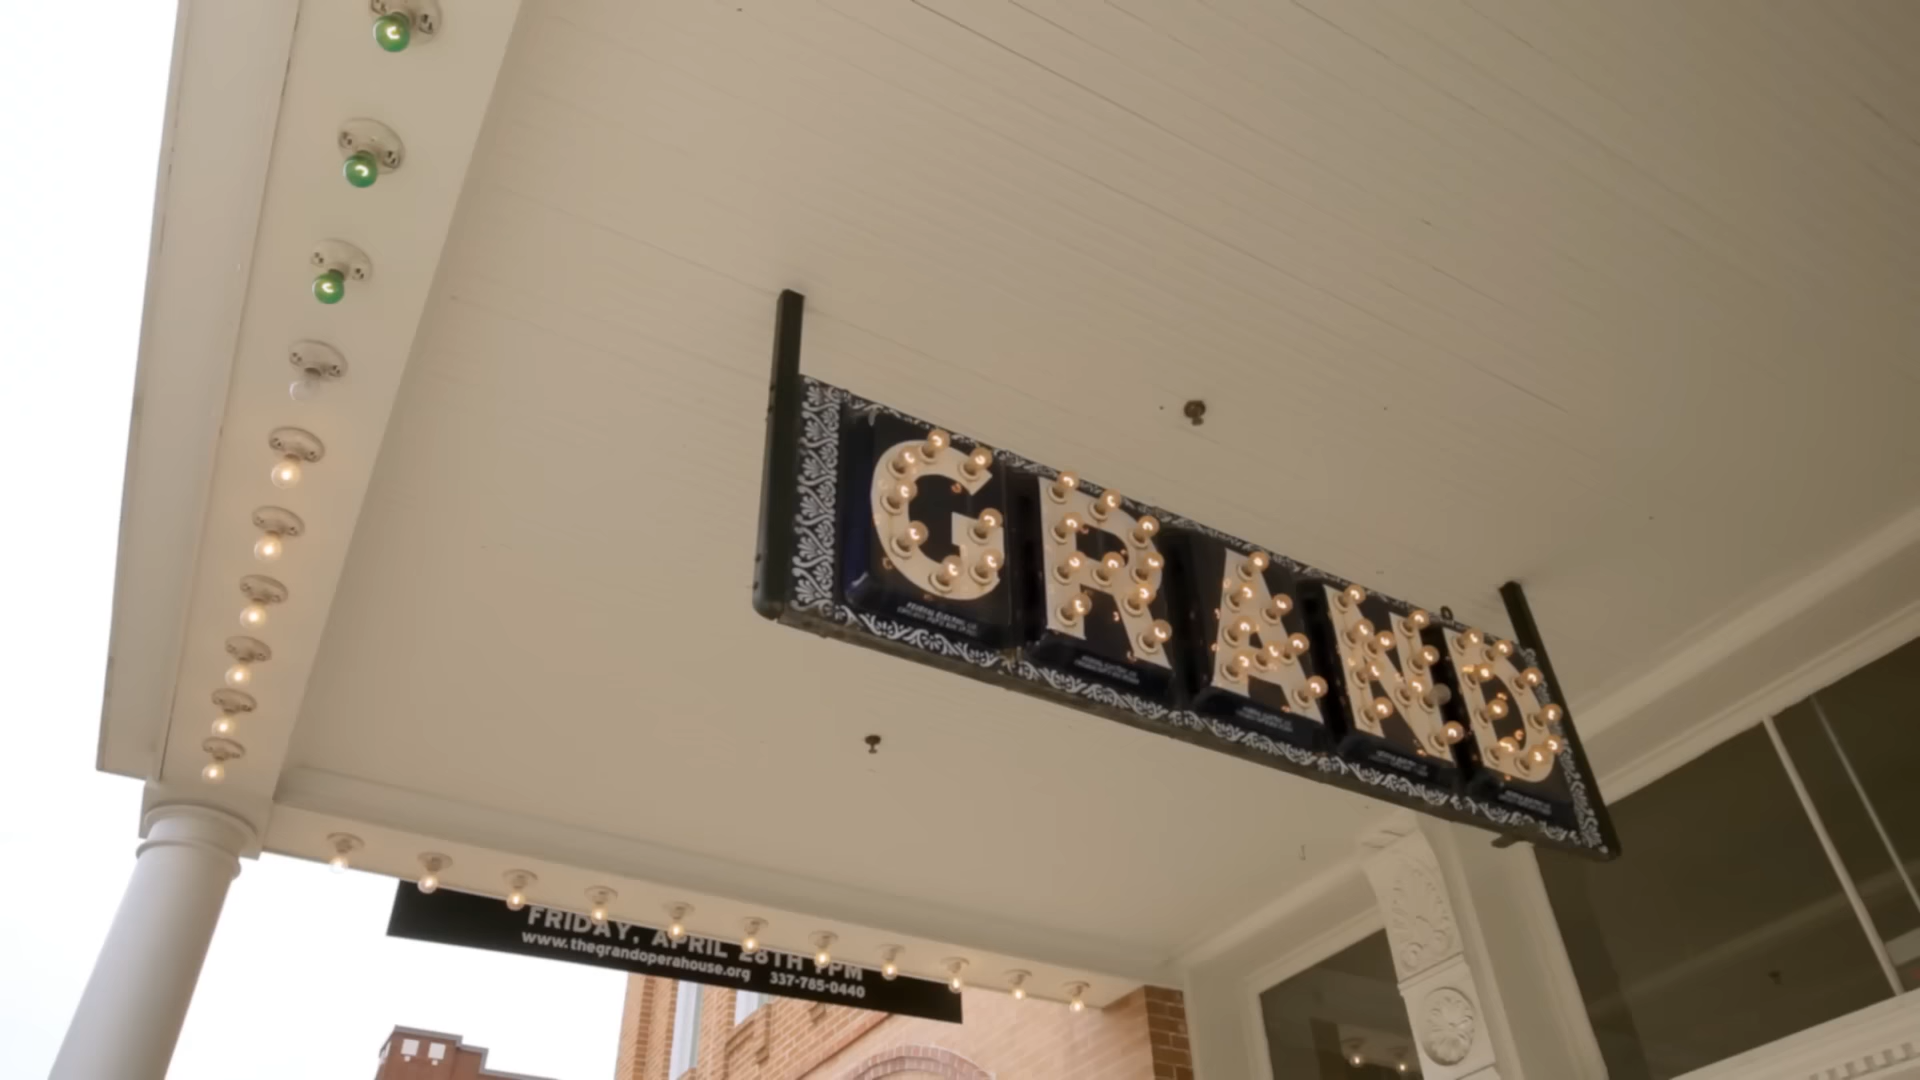 GRAND
FRIDAY, APRIL 28TH 7PM
www.thegrandoperahouse.org 337-785-0440